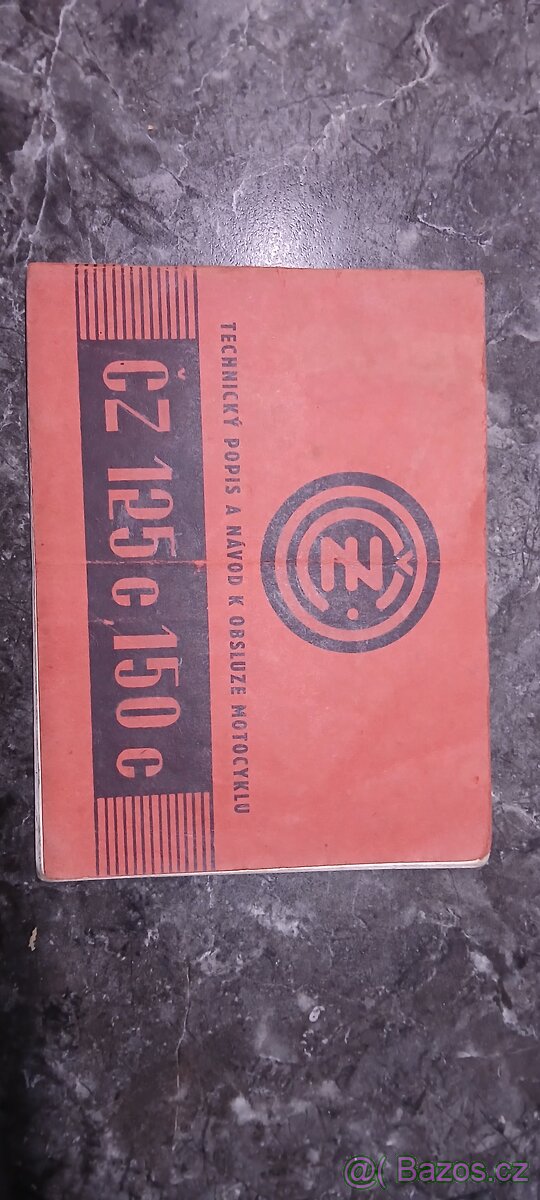 ČZ
TECHNICKÝ POPIS A NÁVOD K OBSLUZE MOTOCYKLU
ČZ 125 c 150 c
@( Bazos.cz